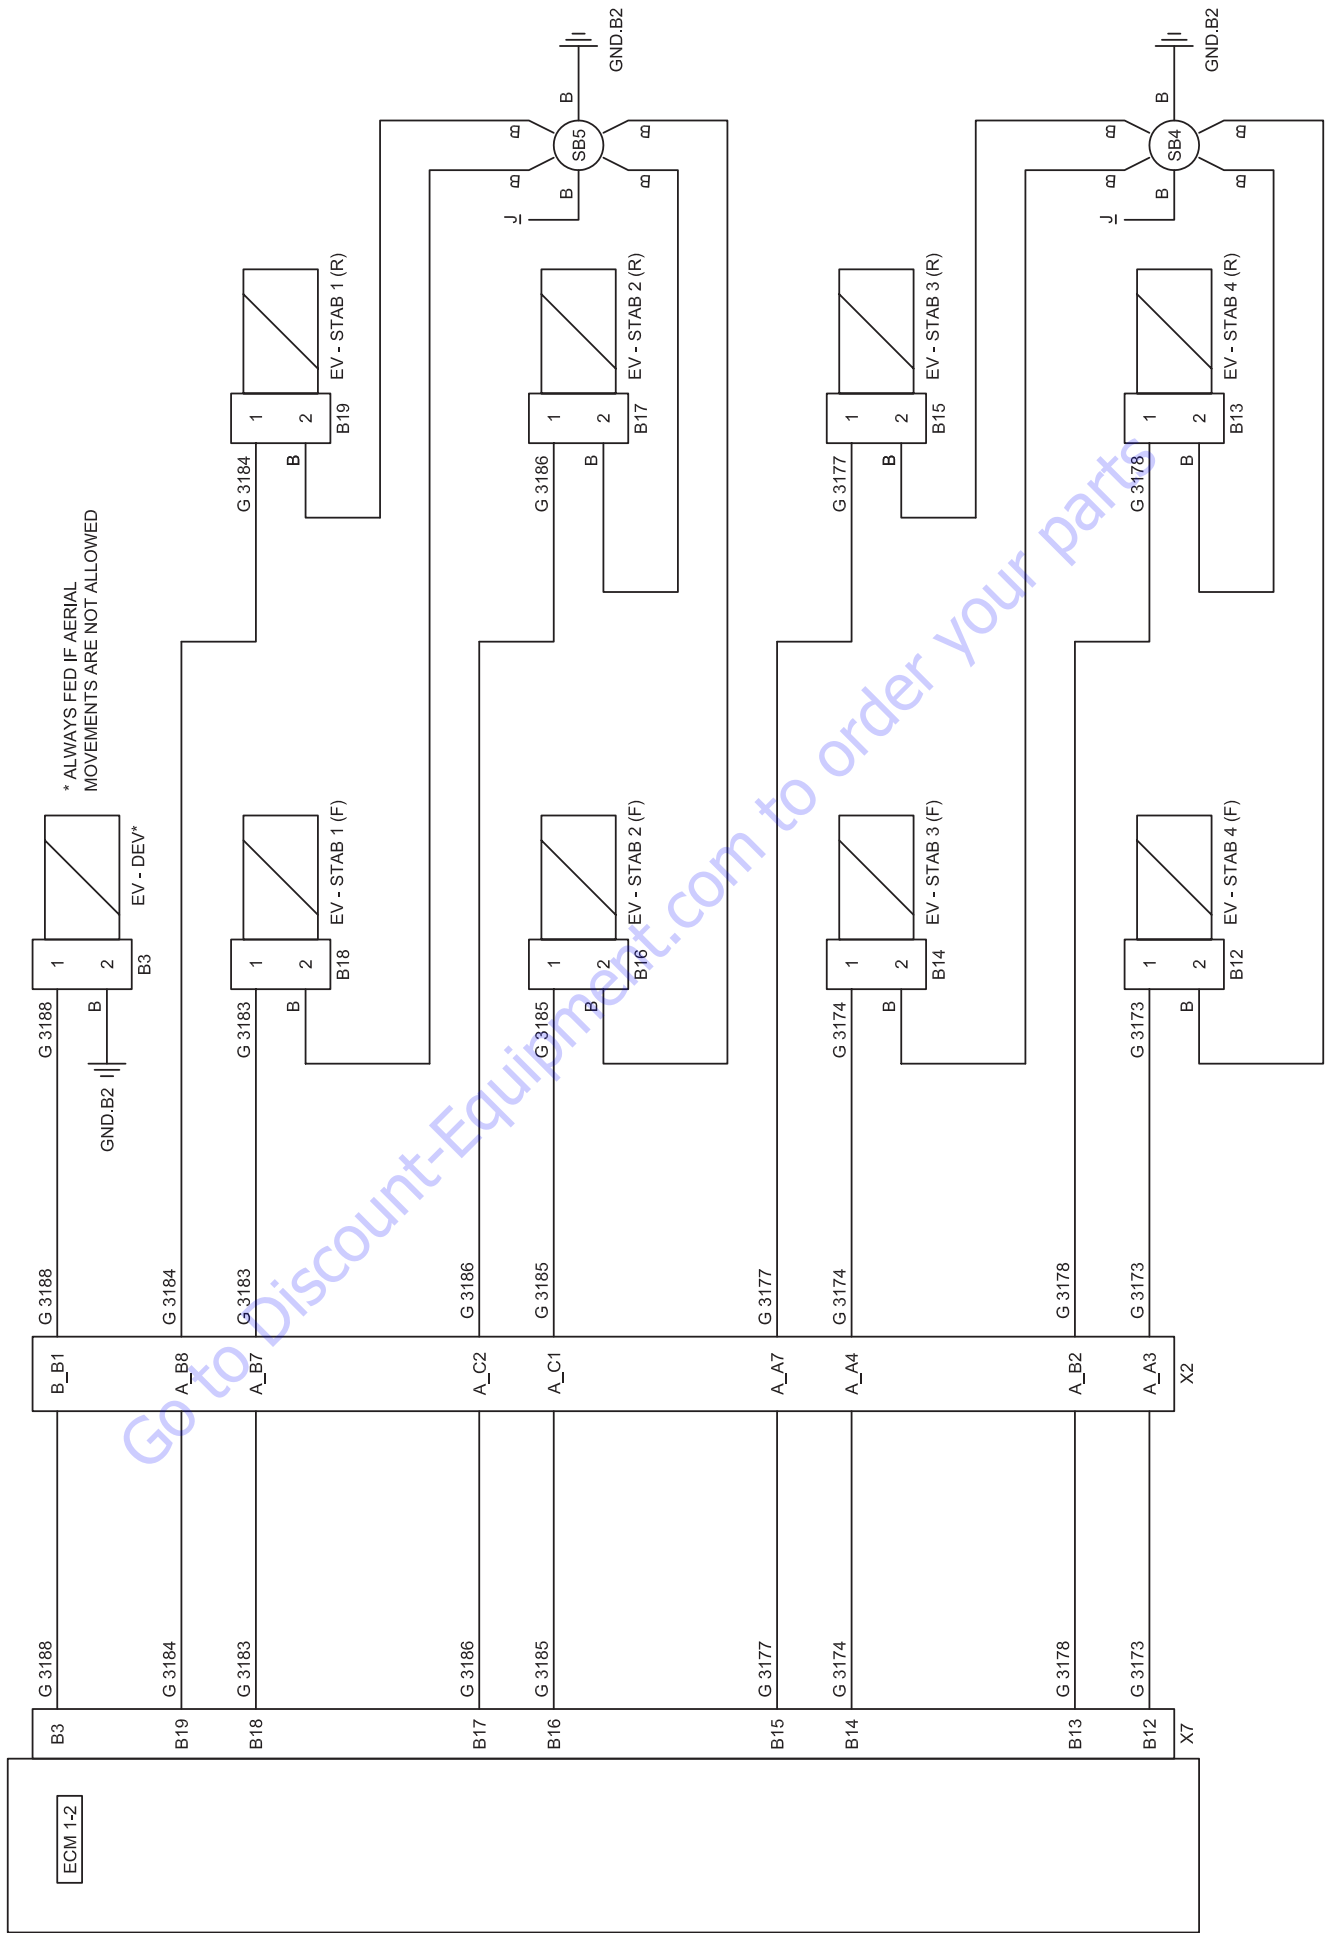 * ALWAYS FED IF AERIAL
MOVEMENTS ARE NOT ALLOWED
ECM 1-2
X7
B3
B19
B18
B17
B16
B15
B14
B13
B12
G 3188
G 3184
G 3183
G 3186
G 3185
G 3177
G 3174
G 3178
G 3173
X2
B_B1
A_B8
A_B7
A_C2
A_C1
A_A7
A_A4
A_B2
A_A3
G 3188
G 3184
G 3183
G 3186
G 3185
G 3177
G 3174
G 3178
G 3173
GND.B2
G 3188
B
1
2
B3
EV - DEV*
G 3183
B
1
2
B18
EV - STAB 1 (F)
G 3185
B
1
2
B16
EV - STAB 2 (F)
G 3174
B
1
2
B14
EV - STAB 3 (F)
G 3173
B
1
2
B12
EV - STAB 4 (F)
G 3184
B
1
2
B19
EV - STAB 1 (R)
G 3186
B
1
2
B17
EV - STAB 2 (R)
G 3177
B
1
2
B15
EV - STAB 3 (R)
G 3178
B
1
2
B13
EV - STAB 4 (R)
J
B
B
B
SB5
B
B
B
GND.B2
J
B
B
B
SB4
B
B
B
GND.B2
Go to Discount-Equipment.com to order your parts